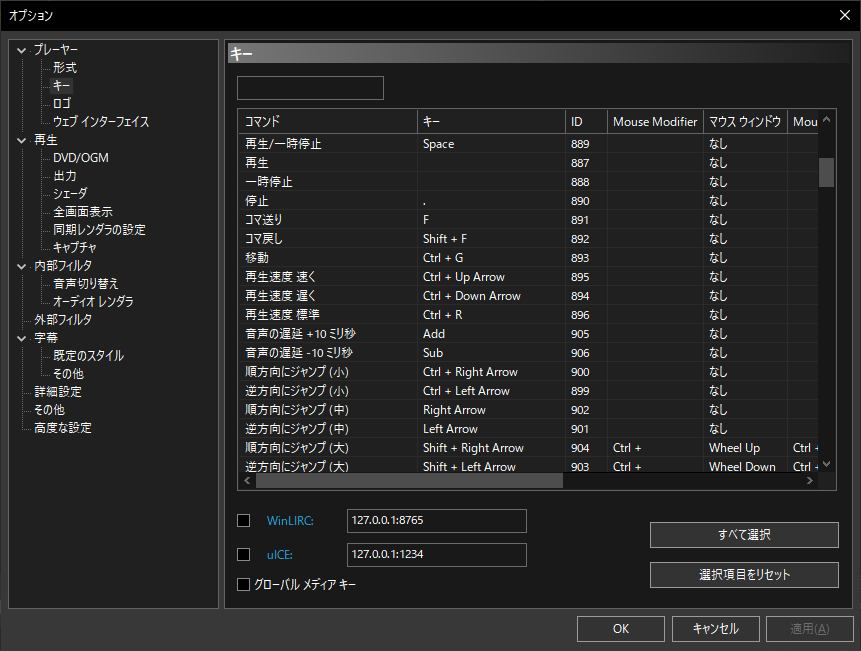 オプション
プレーヤー
形式
キー
ロゴ
ウェブ インターフェイス
再生
DVD/OGM
出力
シェーダ
全画面表示
同期レンダラの設定
キャプチャ
内部フィルタ
音声切り替え
オーディオ レンダラ
外部フィルタ
字幕
既定のスタイル
その他
詳細設定
その他
高度な設定
キー
コマンド キー ID Mouse Modifier マウス ウィンドウ Mou
再生/一時停止 Space 889 なし
再生 887 なし
一時停止 888 なし
停止 . 890 なし
コマ送り F 891 なし
コマ戻し Shift + F 892 なし
移動 Ctrl + G 893 なし
再生速度 速く Ctrl + Up Arrow 895 なし
再生速度 遅く Ctrl + Down Arrow 894 なし
再生速度 標準 Ctrl + R 896 なし
音声の遅延 +10 ミリ秒 Add 905 なし
音声の遅延 -10 ミリ秒 Sub 906 なし
順方向にジャンプ (小) Ctrl + Right Arrow 900 なし
逆方向にジャンプ (小) Ctrl + Left Arrow 899 なし
順方向にジャンプ (中) Right Arrow 902 なし
逆方向にジャンプ (中) Left Arrow 901 なし
順方向にジャンプ (大) Shift + Right Arrow 904 Ctrl + Wheel Up Ctrl +
逆方向にジャンプ (大) Shift + Left Arrow 903 Ctrl + Wheel Down Ctrl +
WinLIRC: 127.0.0.1:8765
すべて選択
uICE: 127.0.0.1:1234
選択項目をリセット
グローバル メディア キー
OK キャンセル 適用(A)